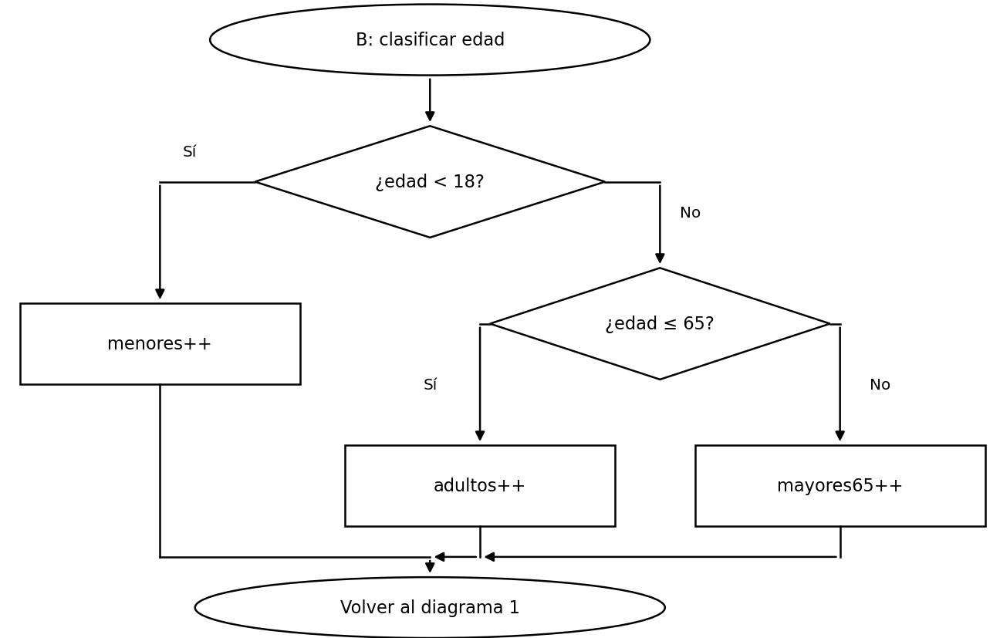 B: clasificar edad
¿edad < 18?
Sí
No
menores++
¿edad ≤ 65?
Sí
No
adultos++
mayores65++
Volver al diagrama 1